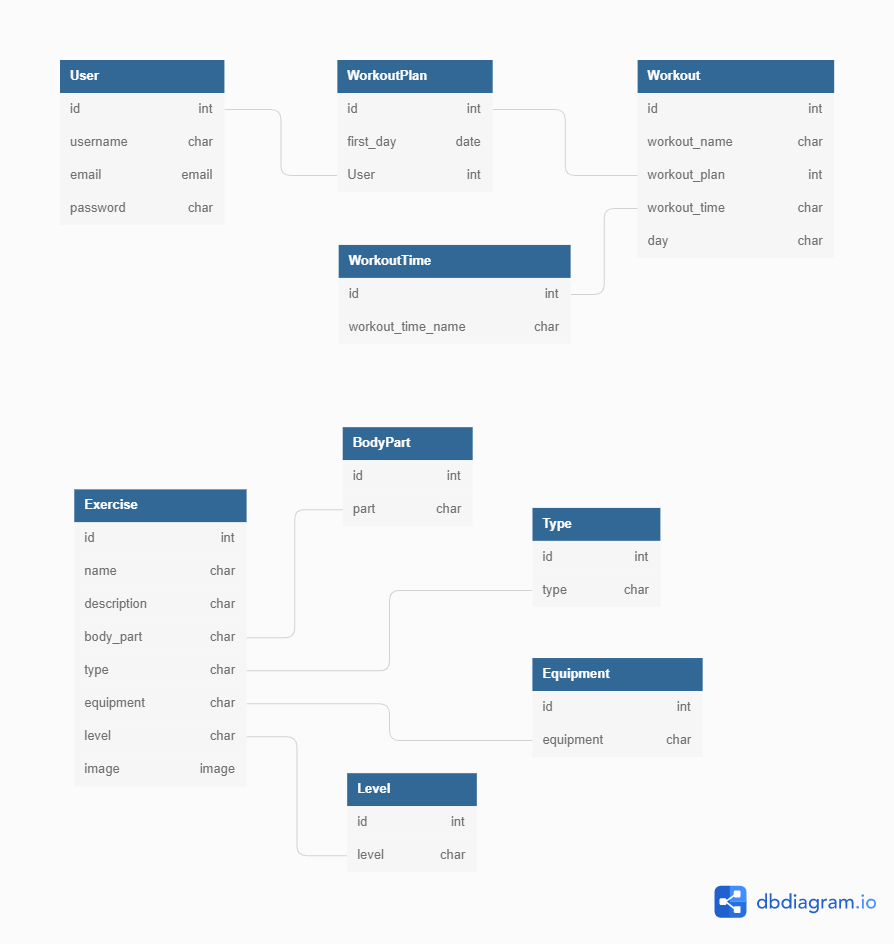 User
id int
username char
email email
password char
WorkoutPlan
id int
first_day date
User int
Workout
id int
workout_name char
workout_plan int
workout_time char
day char
WorkoutTime
id int
workout_time_name char
BodyPart
id int
part char
Exercise
id int
name char
description char
body_part char
type char
equipment char
level char
image image
Type
id int
type char
Equipment
id int
equipment char
Level
id int
level char
dbdiagram.io